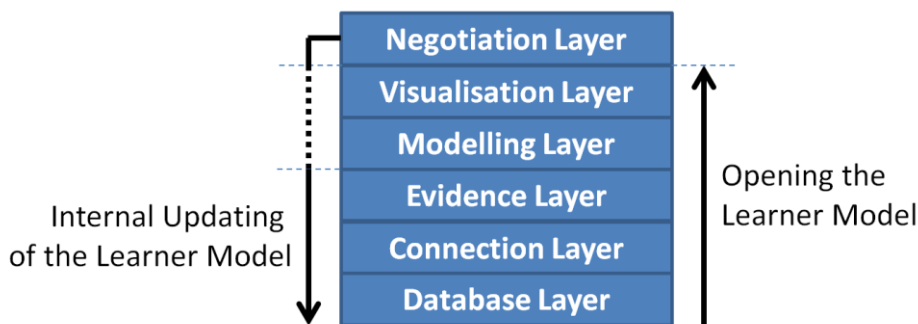 Negotiation Layer
Visualisation Layer
Modelling Layer
Evidence Layer
Connection Layer
Database Layer
Internal Updating
of the Learner Model
Opening the
Learner Model